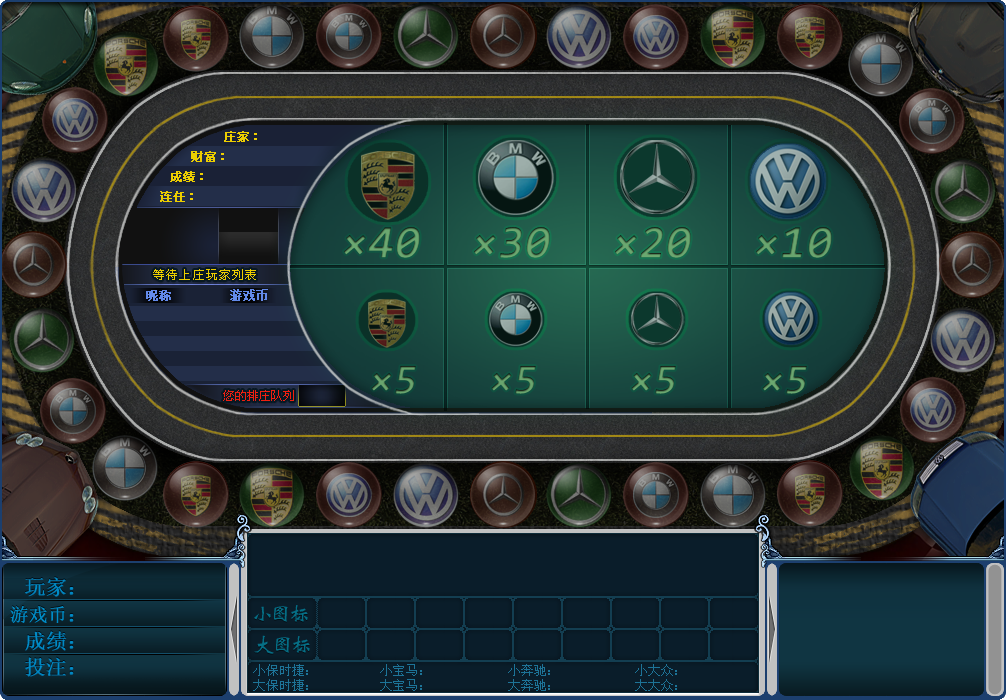 庄家：
财富：
成绩：
连任：
等待上庄玩家列表
昵称 游戏币
您的排庄队列
×40 ×30 ×20 ×10
×5 ×5 ×5 ×5
玩家：
游戏币：
成绩：
投注：
小图标
大图标
小保时捷： 小宝马： 小奔驰： 小大众：
大保时捷： 大宝马： 大奔驰： 大大众：